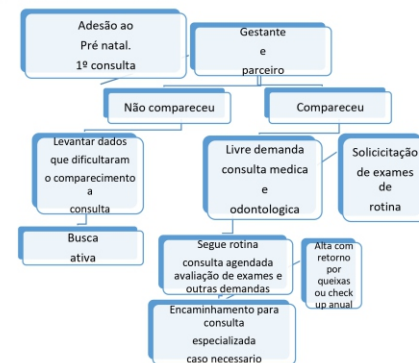 Adesão ao
Pré natal.
1º consulta
Gestante
e
parceiro
Não compareceu
Compareceu
Levantar dados
que dificultaram
o comparecimento
a
consulta
Livre demanda
consulta medica
e
odontologica
Solicicitação
de exames
de
rotina
Busca
ativa
Segue rotina
consulta agendada
avaliação de exames e
outras demandas
Alta com
retorno
por
queixas
ou check
up anual
Encaminhamento para
consulta
especializada
caso necessario